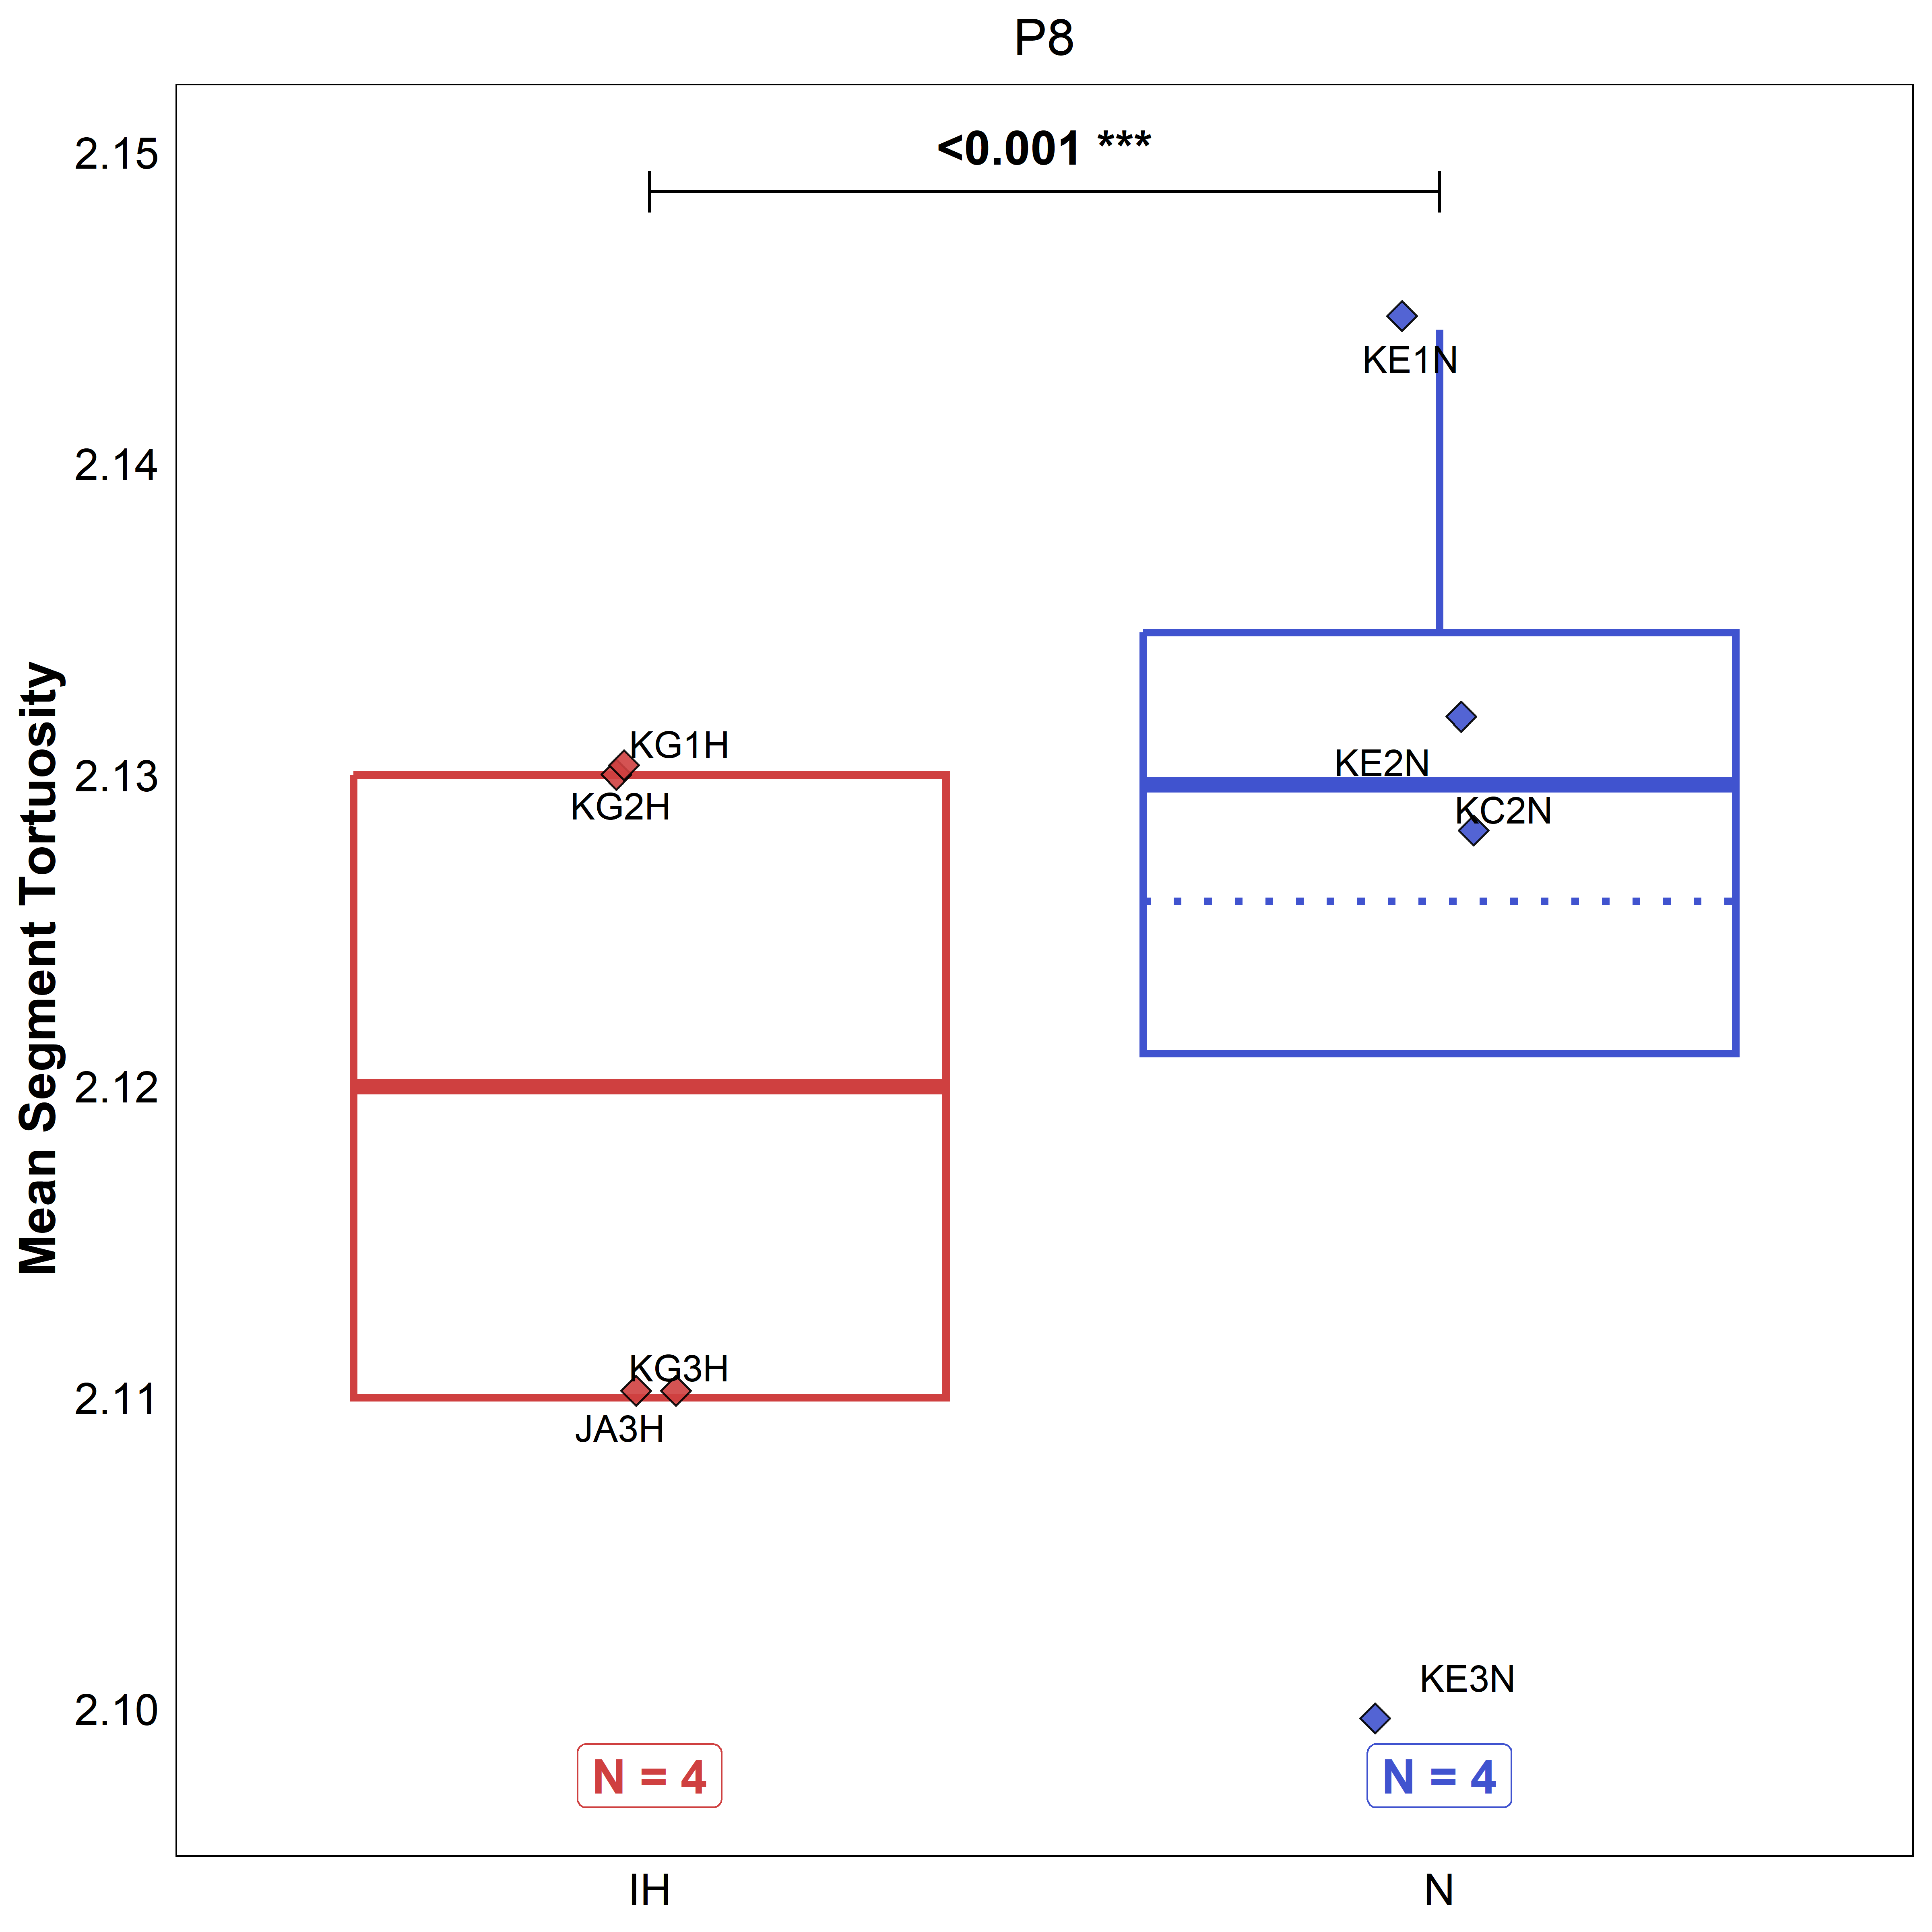 P8
2.15
2.14
2.13
2.12
2.11
2.10
Mean Segment Tortuosity
<0.001 ***
KE1N
KG1H
KG2H
KE2N
KC2N
KG3H
JA3H
KE3N
N = 4
N = 4
IH
N